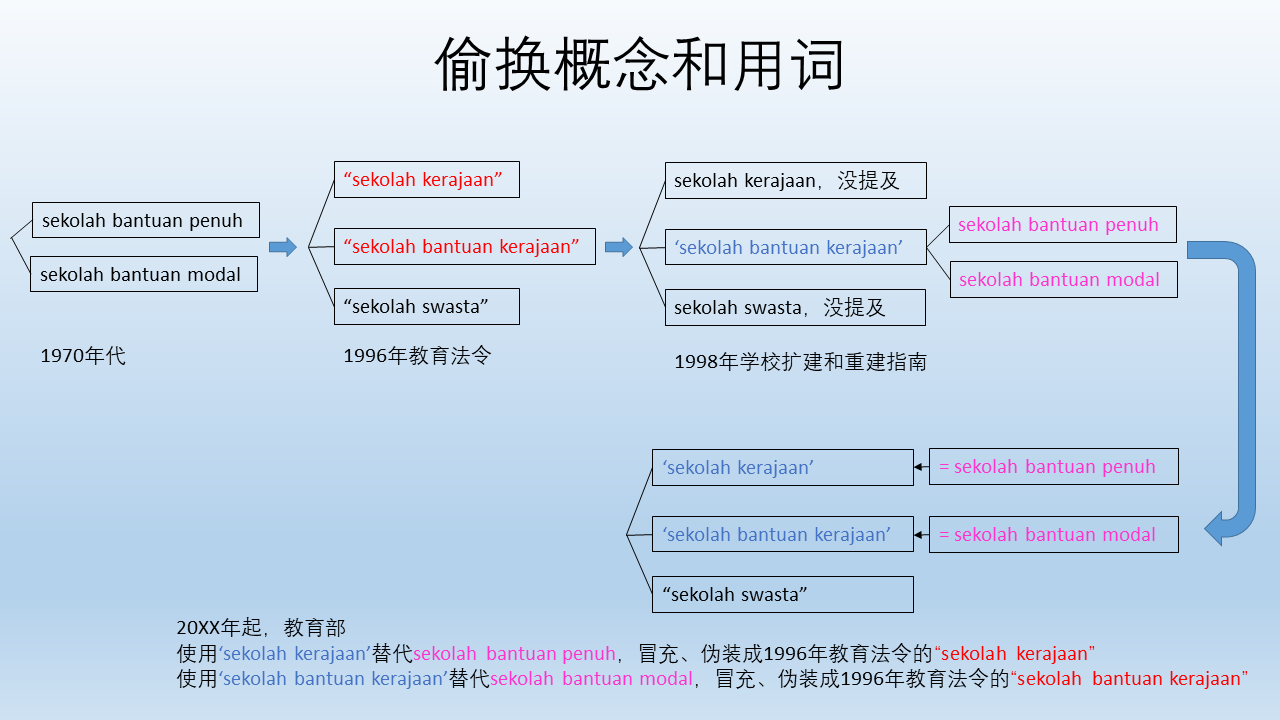 偷换概念和用词
sekolah bantuan penuh
sekolah bantuan modal
1970年代
“sekolah kerajaan”
“sekolah bantuan kerajaan”
“sekolah swasta”
1996年教育法令
sekolah kerajaan，没提及
‘sekolah bantuan kerajaan’
sekolah swasta，没提及
1998年学校扩建和重建指南
sekolah bantuan penuh
sekolah bantuan modal
‘sekolah kerajaan’
= sekolah bantuan penuh
‘sekolah bantuan kerajaan’
= sekolah bantuan modal
“sekolah swasta”
20XX年起，教育部
使用‘sekolah kerajaan’替代sekolah bantuan penuh，冒充、伪装成1996年教育法令的“sekolah kerajaan”
使用‘sekolah bantuan kerajaan’替代sekolah bantuan modal，冒充、伪装成1996年教育法令的“sekolah bantuan kerajaan”